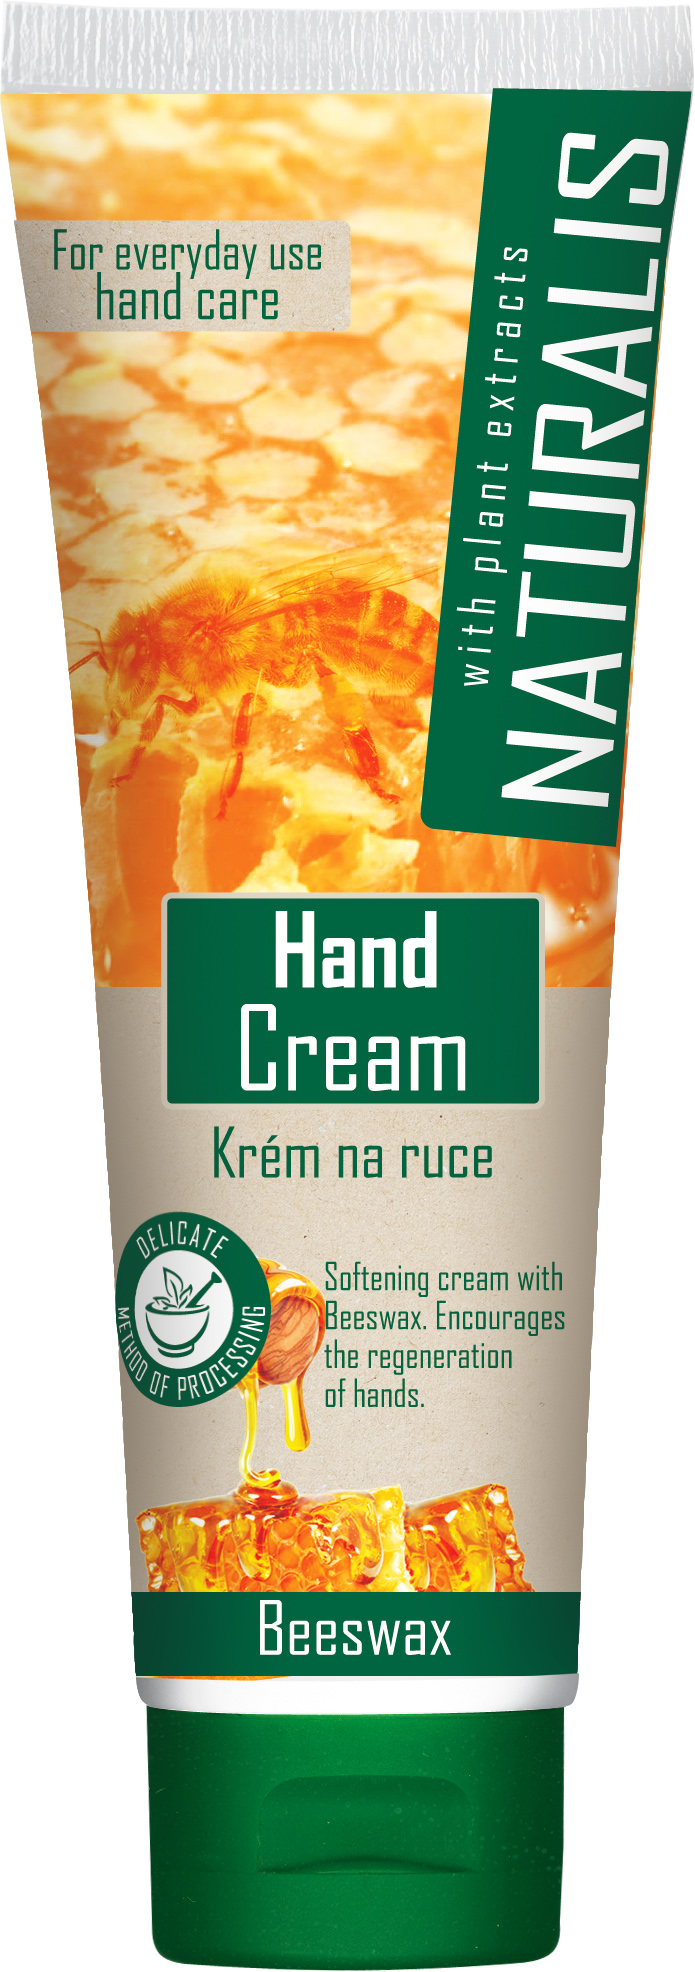 For everyday use
hand care
with plant extracts
NATURALIS
Hand
Cream
Krém na ruce
DELICATE
METHOD OF PROCESSING
Softening cream with
Beeswax. Encourages
the regeneration
of hands.
Beeswax